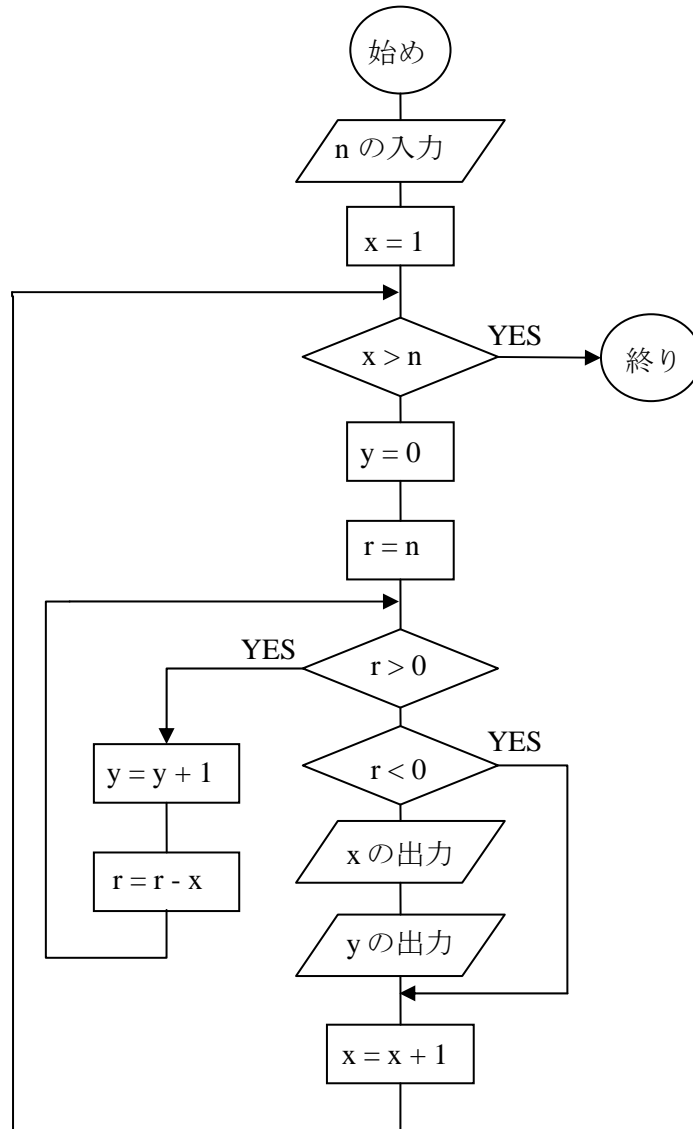 始め
n の入力
x = 1
x > n
YES
終り
y = 0
r = n
r > 0
YES
y = y + 1
r = r - x
r < 0
YES
x の出力
y の出力
x = x + 1